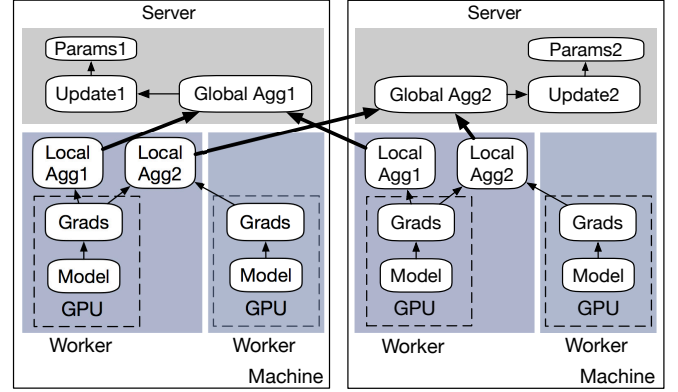 Server
Server
Params1
Params2
Update1
Global Agg1
Global Agg2
Update2
Local
Agg1
Local
Agg2
Local
Agg1
Local
Agg2
Grads
Grads
Grads
Grads
Model
Model
Model
Model
GPU
GPU
GPU
GPU
Worker
Worker
Worker
Worker
Machine
Machine